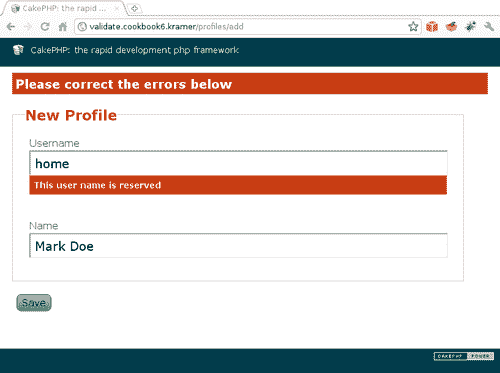 CakePHP: the rapid ...
validate.cookbook6.kramer/profiles/add
CakePHP: the rapid development php framework
Please correct the errors below
New Profile
Username
home
This user name is reserved
Name
Mark Doe
Save
CAKEPHP POWER